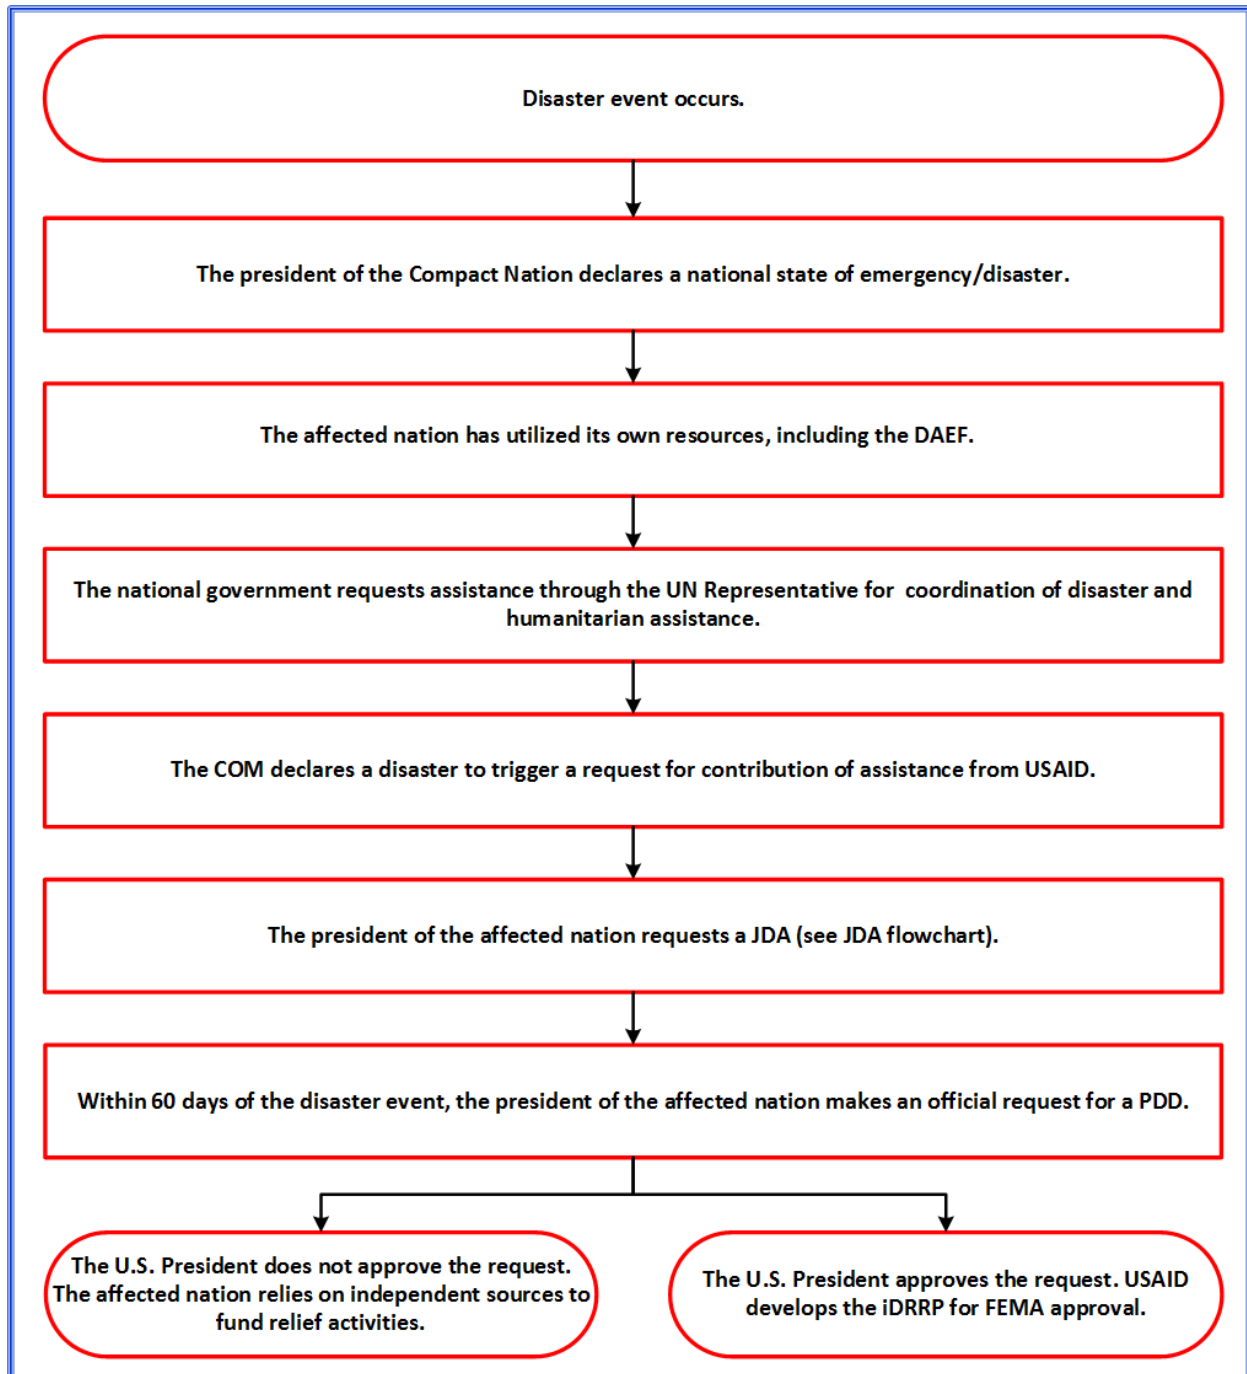 Disaster event occurs.
The president of the Compact Nation declares a national state of emergency/disaster.
The affected nation has utilized its own resources, including the DAEF.
The national government requests assistance through the UN Representative for coordination of disaster and
humanitarian assistance.
The COM declares a disaster to trigger a request for contribution of assistance from USAID.
The president of the affected nation requests a JDA (see JDA flowchart).
Within 60 days of the disaster event, the president of the affected nation makes an official request for a PDD.
The U.S. President does not approve the request.
The affected nation relies on independent sources to
fund relief activities.
The U.S. President approves the request. USAID
develops the iDRRP for FEMA approval.